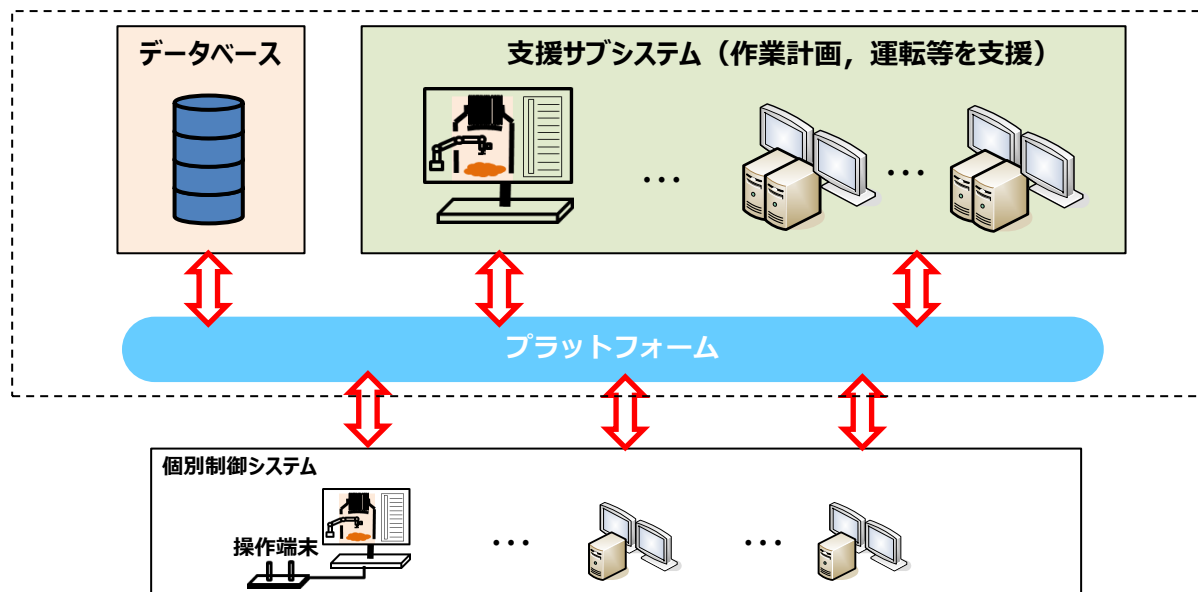 データベース
支援サブシステム（作業計画，運転等を支援）
…
…
プラットフォーム
個別制御システム
操作端末
…
…